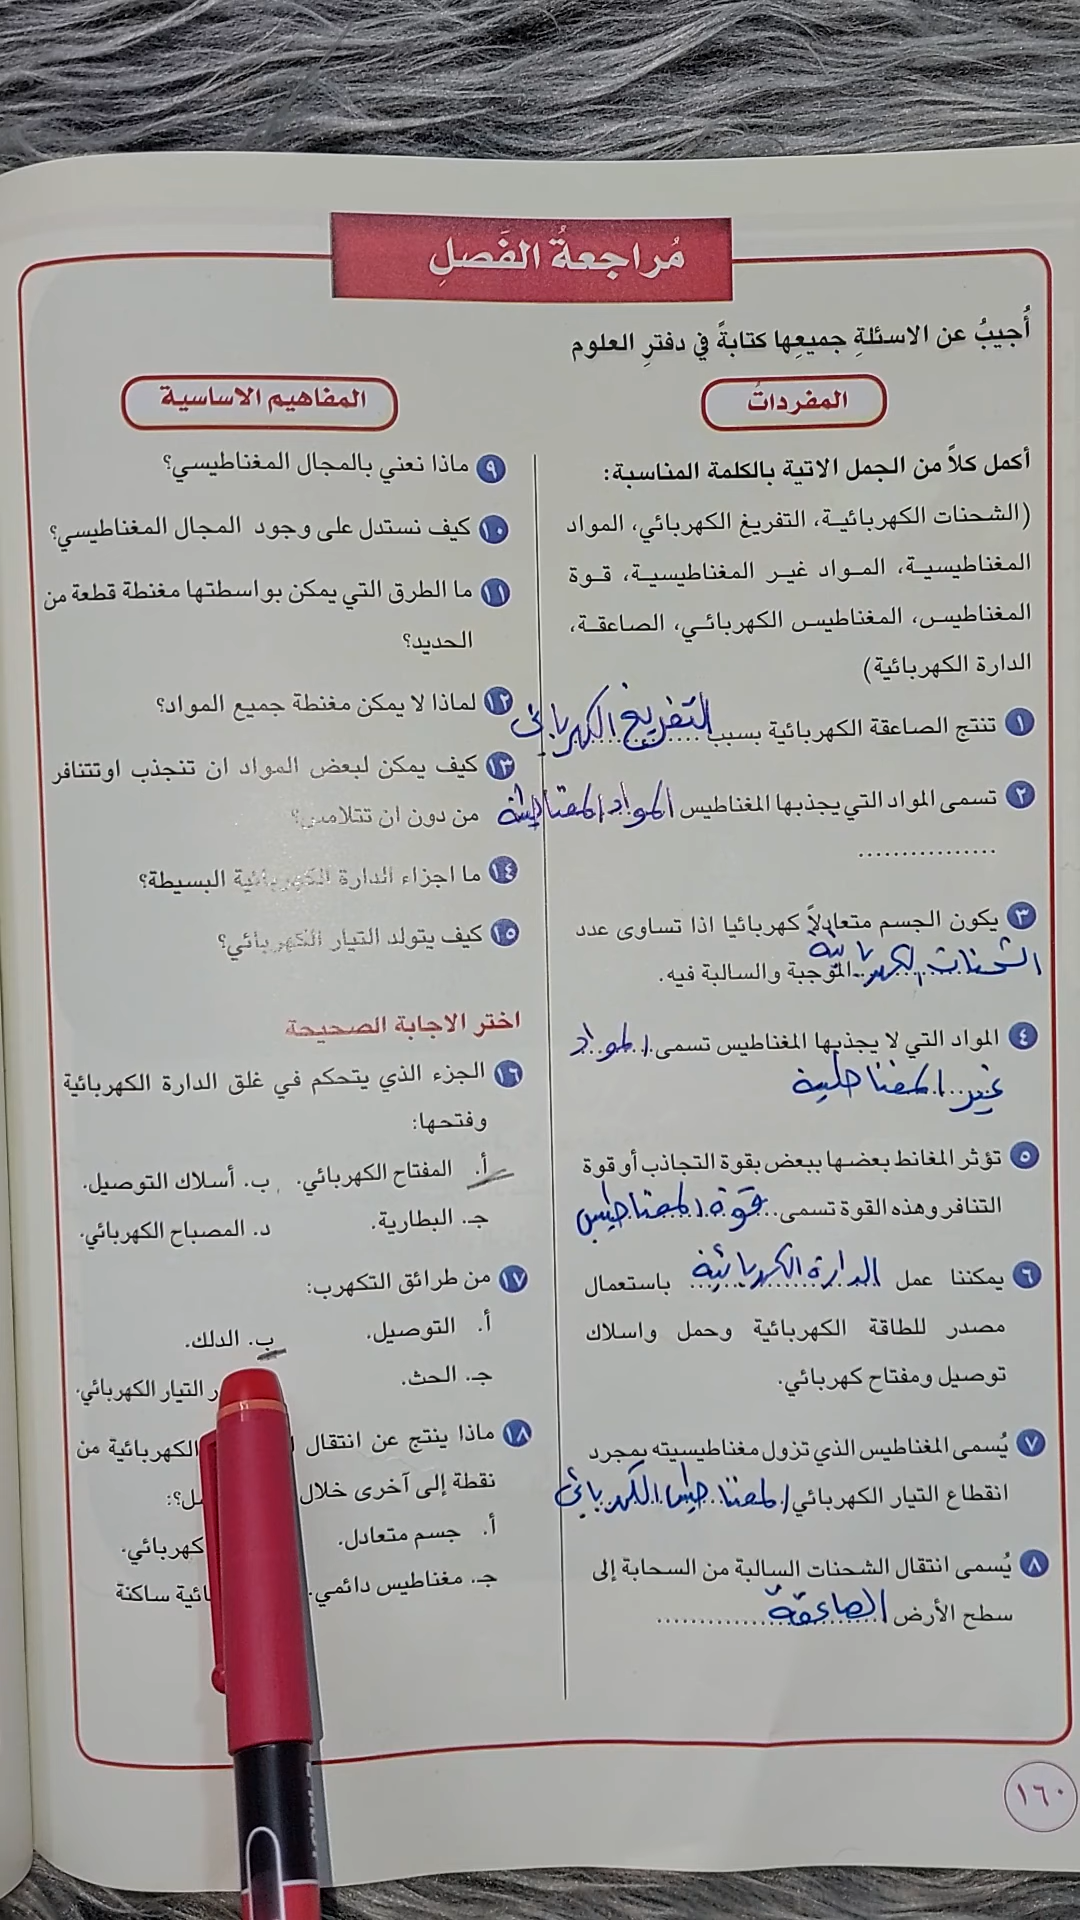 مُراجعةُ الفَصلِ
أُجيبُ عن الاسئلةِ جميعِها كتابةً في دفترِ العلوم
المفرداتُ
أكمل كلاً من الجمل الاتية بالكلمة المناسبة:
(الشحنات الكهربائية، التفريغ الكهربائي، المواد
المغناطيسية، المواد غير المغناطيسية، قوة
المغناطيس، المغناطيس الكهربائي، الصاعقة،
الدارة الكهربائية)
١ تنتج الصاعقة الكهربائية بسبب التفريغ الكهربائي
٢ تسمى المواد التي يجذبها المغناطيس المواد المغناطيسية
................
٣ يكون الجسم متعادلاً كهربائيا اذا تساوى عدد
الشحنات الكهربائية الموجبة والسالبة فيه.
٤ المواد التي لا يجذبها المغناطيس تسمى المواد
غير المغناطيسية
٥ تؤثر المغانط بعضها ببعض بقوة التجاذب أو قوة
التنافر وهذه القوة تسمى قوة المغناطيس
٦ يمكننا عمل الدارة الكهربائية باستعمال
مصدر للطاقة الكهربائية وحمل واسلاك
توصيل ومفتاح كهربائي.
٧ يُسمى المغناطيس الذي تزول مغناطيسيته بمجرد
انقطاع التيار الكهربائي المغناطيس الكهربائي
٨ يُسمى انتقال الشحنات السالبة من السحابة إلى
سطح الأرض الصاعقة
المفاهيم الاساسية
٩ ماذا نعني بالمجال المغناطيسي؟
١٠ كيف نستدل على وجود المجال المغناطيسي؟
١١ ما الطرق التي يمكن بواسطتها مغنطة قطعة من
الحديد؟
١٢ لماذا لا يمكن مغنطة جميع المواد؟
١٣ كيف يمكن لبعض المواد ان تنجذب اوتتنافر
من دون ان تتلامس؟
١٤ ما اجزاء الدارة الكهربائية البسيطة؟
١٥ كيف يتولد التيار الكهربائي؟
اختر الاجابة الصحيحة
١٦ الجزء الذي يتحكم في غلق الدارة الكهربائية
وفتحها:
أ. المفتاح الكهربائي. ب. أسلاك التوصيل.
جـ. البطارية. د. المصباح الكهربائي.
١٧ من طرائق التكهرب:
أ. التوصيل. ب. الدلك.
جـ. الحث. التيار الكهربائي.
١٨ ماذا ينتج عن انتقال الكهربائية من
نقطة إلى آخرى خلال
أ. جسم متعادل. كهربائي.
جـ. مغناطيس دائمي. ساكنة
١٦٠